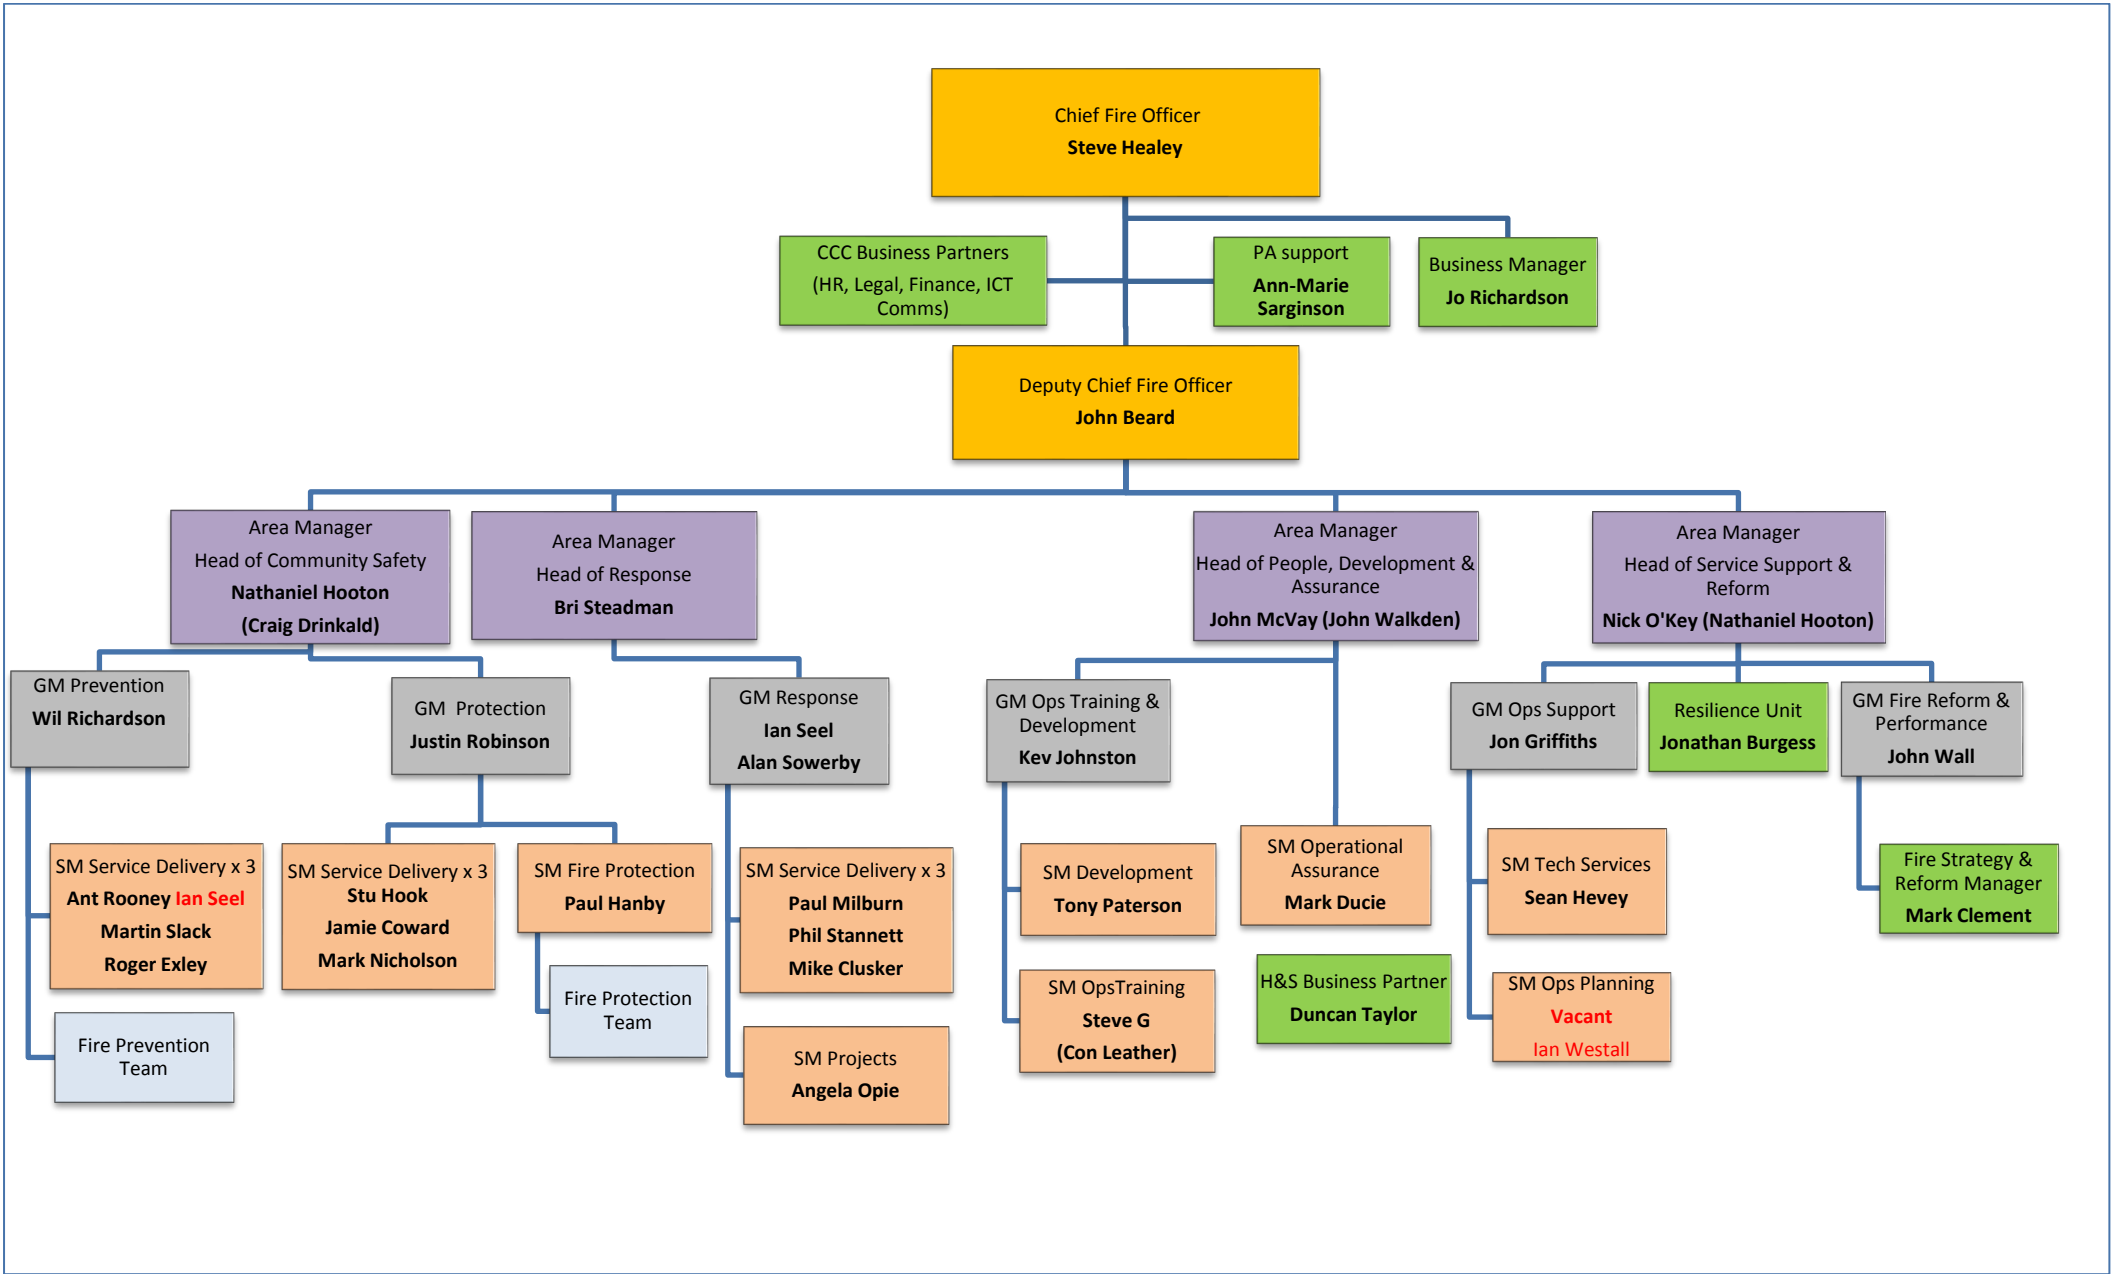 Chief Fire Officer
Steve Healey
CCC Business Partners
(HR, Legal, Finance, ICT
Comms)
PA support
Ann-Marie
Sarginson
Business Manager
Jo Richardson
Deputy Chief Fire Officer
John Beard
Area Manager
Head of Community Safety
Nathaniel Hooton
(Craig Drinkald)
Area Manager
Head of Response
Bri Steadman
Area Manager
Head of People, Development &
Assurance
John McVay (John Walkden)
Area Manager
Head of Service Support &
Reform
Nick O'Key (Nathaniel Hooton)
GM Prevention
Wil Richardson
GM  Protection
Justin Robinson
GM Response
Ian Seel
Alan Sowerby
GM Ops Training &
Development
Kev Johnston
GM Ops Support
Jon Griffiths
Resilience Unit
Jonathan Burgess
GM Fire Reform &
Performance
John Wall
SM Service Delivery x 3
Ant Rooney Ian Seel
Martin Slack
Roger Exley
SM Service Delivery x 3
Stu Hook
Jamie Coward
Mark Nicholson
SM Fire Protection
Paul Hanby
SM Service Delivery x 3
Paul Milburn
Phil Stannett
Mike Clusker
SM Development
Tony Paterson
SM Operational
Assurance
Mark Ducie
SM Tech Services
Sean Hevey
Fire Strategy &
Reform Manager
Mark Clement
Fire Prevention
Team
Fire Protection
Team
SM Projects
Angela Opie
SM OpsTraining
Steve G
(Con Leather)
H&S Business Partner
Duncan Taylor
SM Ops Planning
Vacant
Ian Westall